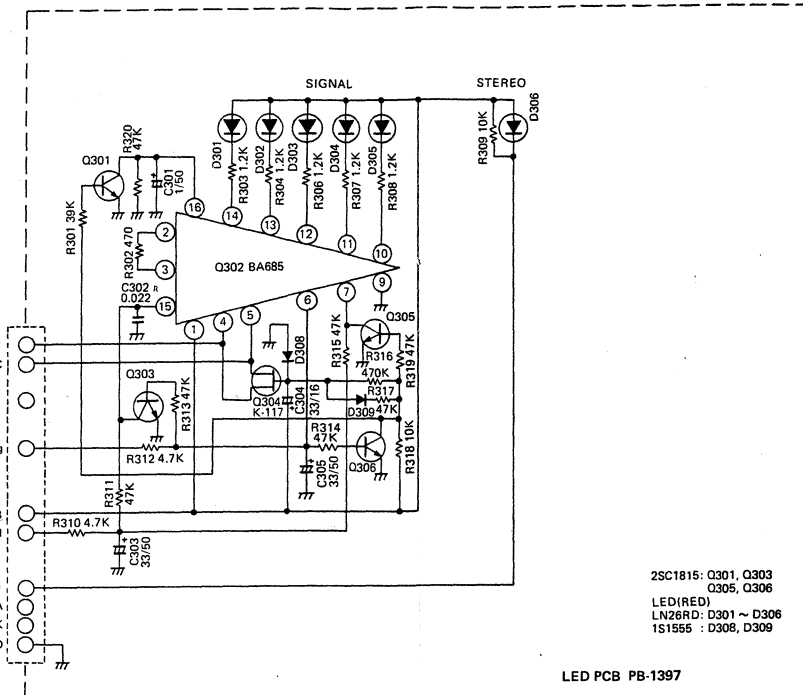 SIGNAL
STEREO
D306
R309 10K
R320
47K
Q301
C301
1/50
D301
R303 1.2K
D302
R304 1.2K
D303
R306 1.2K
D304
R307 1.2K
D305
R308 1.2K
R301 39K
16
14
13
12
11
10
2
R302 470
3
Q302 BA685
9
C302 R
0.022
15
1
4
5
6
7
Q305
D308
R315 47K
R316
470K
R319 47K
Q303
R313 47K
Q304
K-117
C304
33/16
D309
R317
47K
R314
47K
R318 10K
R312 4.7K
C305
33/50
Q306
R311
47K
R310 4.7K
C303
33/50
2SC1815: Q301, Q303
Q305, Q306
LED(RED)
LN26RD: D301 ~ D306
1S1555 : D308, D309
LED PCB PB-1397